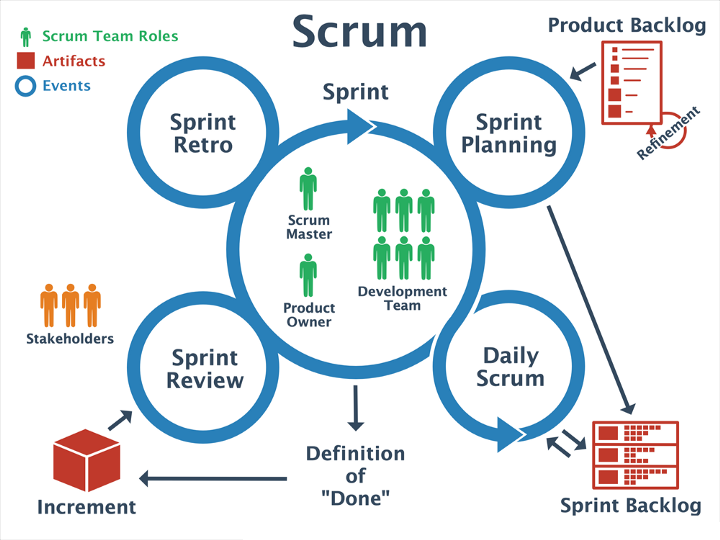 Scrum
Scrum Team Roles
Artifacts
Events
Product Backlog
Refinement
Sprint
Sprint
Retro
Sprint
Planning
Scrum
Master
Product
Owner
Development
Team
Stakeholders
Sprint
Review
Daily
Scrum
Definition
of
"Done"
Increment
Sprint Backlog